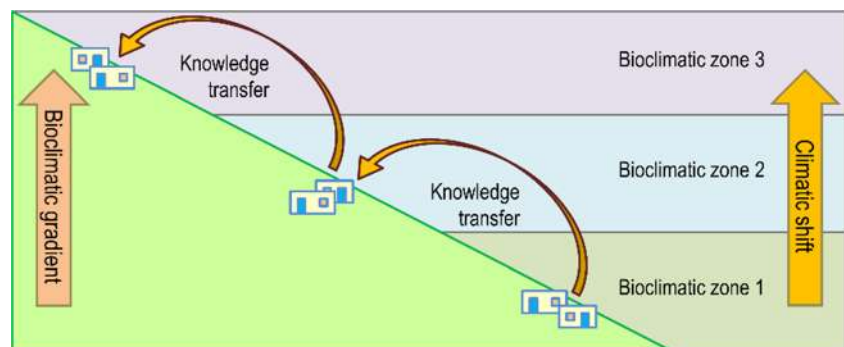 Bioclimatic zone 3
Knowledge
transfer
Bioclimatic gradient
Climatic shift
Bioclimatic zone 2
Knowledge
transfer
Bioclimatic zone 1